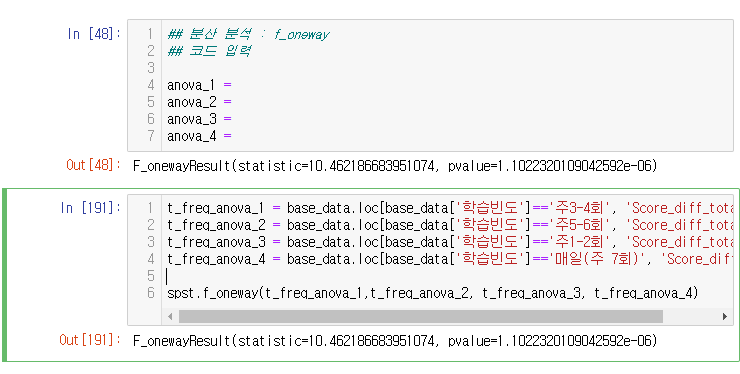 In [48]:
1 ## 분산 분석 : f_oneway
2 ## 코드 입력
3
4 anova_1 =
5 anova_2 =
6 anova_3 =
7 anova_4 =
Out[48]: F_onewayResult(statistic=10.462186683951074, pvalue=1.1022320109042592e-06)
In [191]:
1 t_freq_anova_1 = base_data.loc[base_data['학습빈도']=='주3-4회', 'Score_diff_tota
2 t_freq_anova_2 = base_data.loc[base_data['학습빈도']=='주5-6회', 'Score_diff_tota
3 t_freq_anova_3 = base_data.loc[base_data['학습빈도']=='주1-2회', 'Score_diff_tota
4 t_freq_anova_4 = base_data.loc[base_data['학습빈도']=='매일(주 7회)', 'Score_diff
5
6 spst.f_oneway(t_freq_anova_1,t_freq_anova_2, t_freq_anova_3, t_freq_anova_4)
Out[191]: F_onewayResult(statistic=10.462186683951074, pvalue=1.1022320109042592e-06)